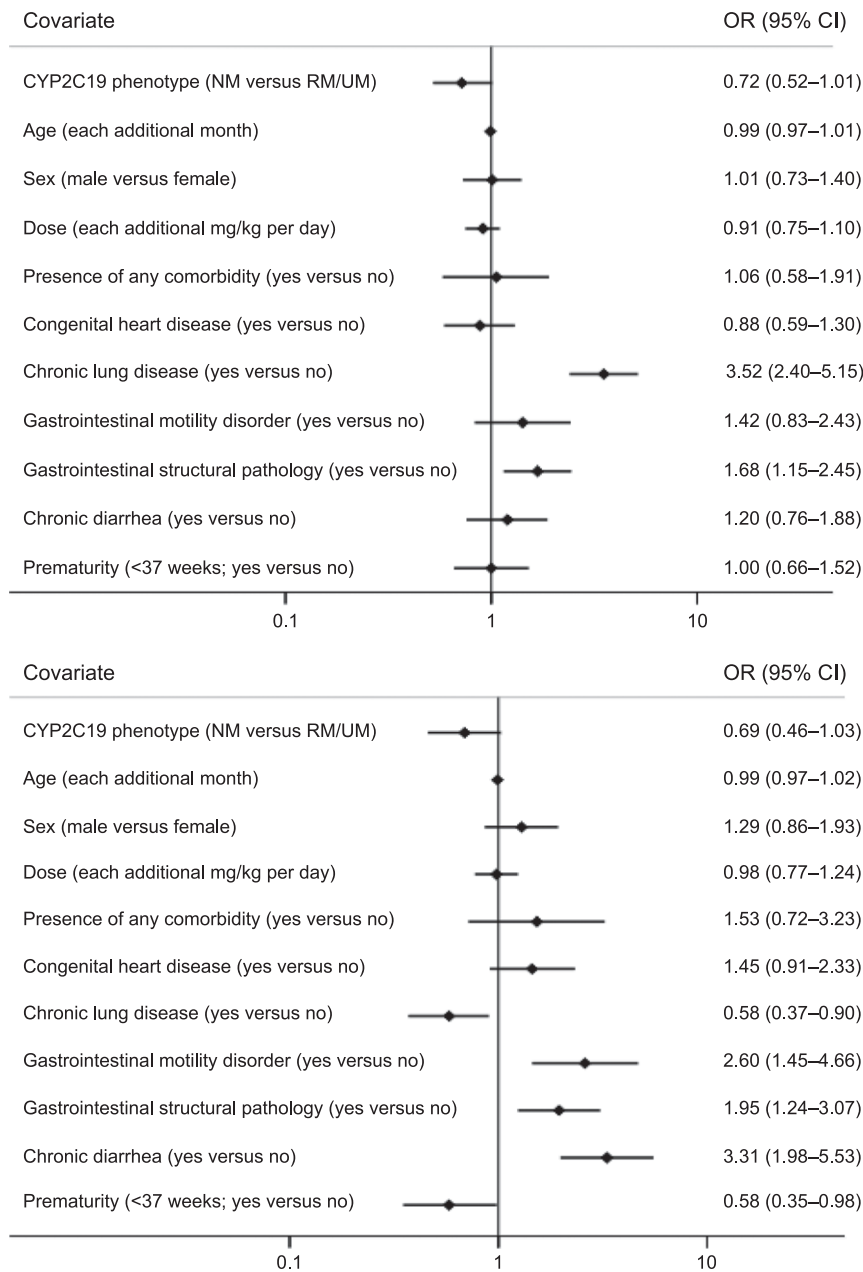 Covariate OR (95% CI)
CYP2C19 phenotype (NM versus RM/UM) 0.72 (0.52–1.01)
Age (each additional month) 0.99 (0.97–1.01)
Sex (male versus female) 1.01 (0.73–1.40)
Dose (each additional mg/kg per day) 0.91 (0.75–1.10)
Presence of any comorbidity (yes versus no) 1.06 (0.58–1.91)
Congenital heart disease (yes versus no) 0.88 (0.59–1.30)
Chronic lung disease (yes versus no) 3.52 (2.40–5.15)
Gastrointestinal motility disorder (yes versus no) 1.42 (0.83–2.43)
Gastrointestinal structural pathology (yes versus no) 1.68 (1.15–2.45)
Chronic diarrhea (yes versus no) 1.20 (0.76–1.88)
Prematurity (<37 weeks; yes versus no) 1.00 (0.66–1.52)
0.1 1 10
Covariate OR (95% CI)
CYP2C19 phenotype (NM versus RM/UM) 0.69 (0.46–1.03)
Age (each additional month) 0.99 (0.97–1.02)
Sex (male versus female) 1.29 (0.86–1.93)
Dose (each additional mg/kg per day) 0.98 (0.77–1.24)
Presence of any comorbidity (yes versus no) 1.53 (0.72–3.23)
Congenital heart disease (yes versus no) 1.45 (0.91–2.33)
Chronic lung disease (yes versus no) 0.58 (0.37–0.90)
Gastrointestinal motility disorder (yes versus no) 2.60 (1.45–4.66)
Gastrointestinal structural pathology (yes versus no) 1.95 (1.24–3.07)
Chronic diarrhea (yes versus no) 3.31 (1.98–5.53)
Prematurity (<37 weeks; yes versus no) 0.58 (0.35–0.98)
0.1 1 10